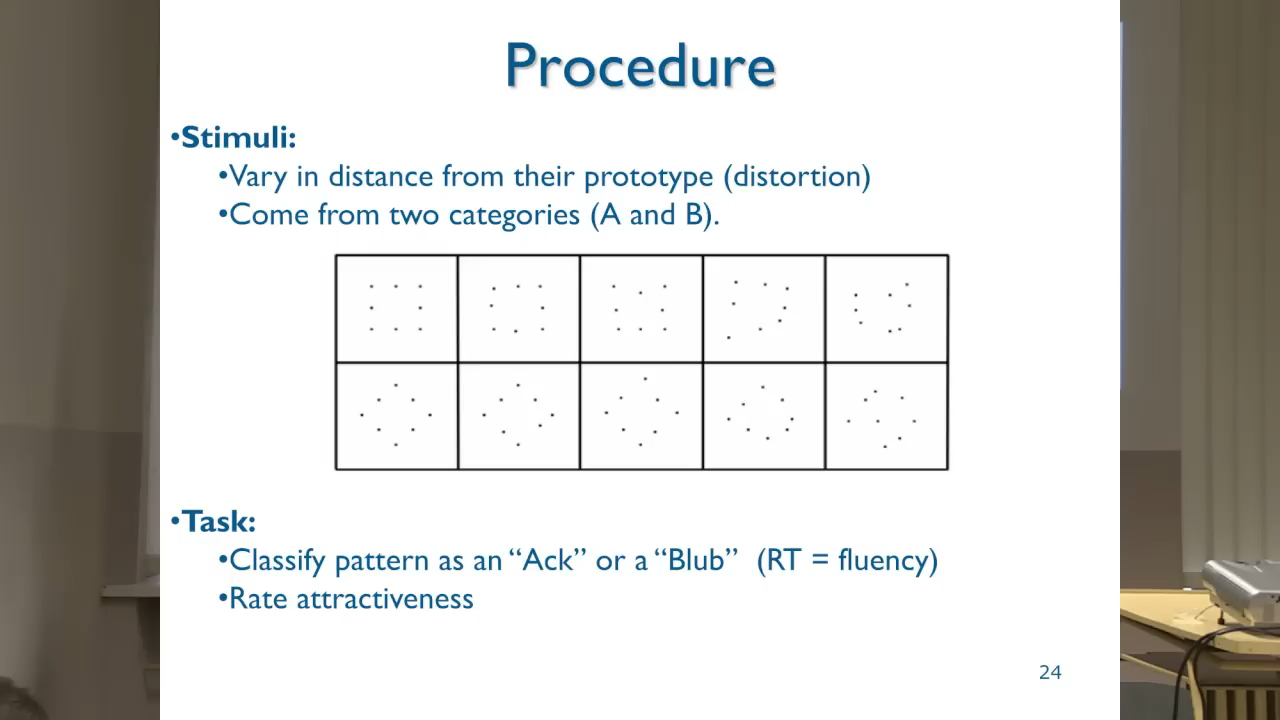 Procedure
•Stimuli:
•Vary in distance from their prototype (distortion)
•Come from two categories (A and B).
•Task:
•Classify pattern as an “Ack” or a “Blub” (RT = fluency)
•Rate attractiveness
24